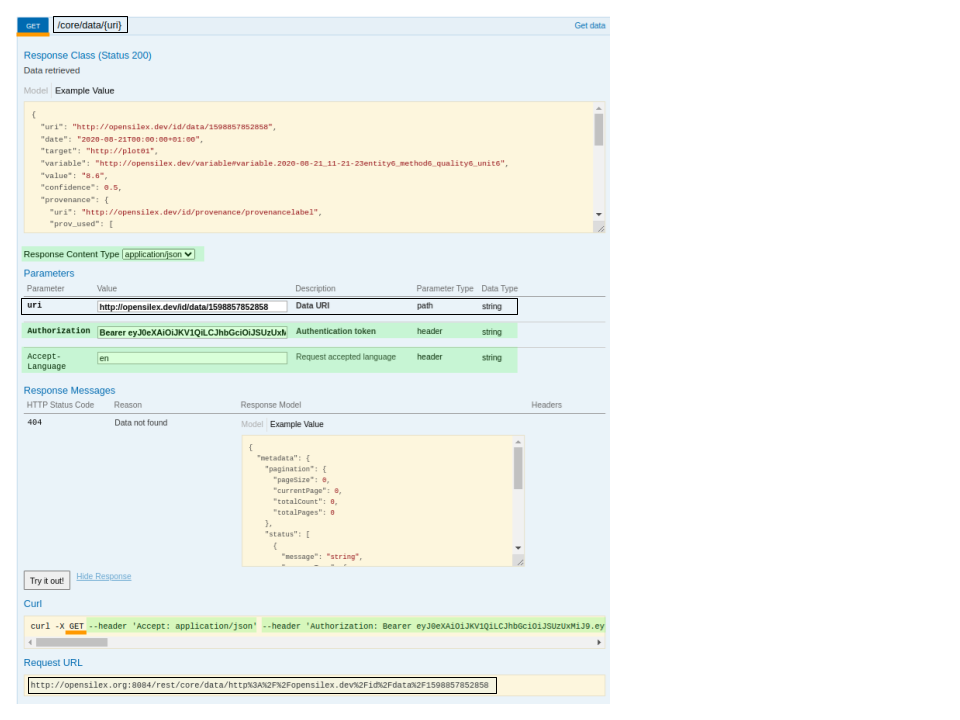 GET /core/data/{uri} Get data
Response Class (Status 200)
Data retrieved
Model Example Value
{
"uri": "http://opensilex.dev/id/data/1598857852858",
"date": "2020-08-21T00:00:00+01:00",
"target": "http://plot01",
"variable": "http://opensilex.dev/variable#variable.2020-08-21_11-21-23entity6_method6_quality6_unit6",
"value": "8.6",
"confidence": 0.5,
"provenance": {
"uri": "http://opensilex.dev/id/provenance/provenancelabel",
"prov_used": [
Response Content Type application/json
Parameters
Parameter Value Description Parameter Type Data Type
uri http://opensilex.dev/id/data/1598857852858 Data URI path string
Authorization Bearer eyJ0eXAiOiJKV1QiLCJhbGciOiJSUzUxM Authentication token header string
Accept-Language en Request accepted language header string
Response Messages
HTTP Status Code Reason Response Model Headers
404 Data not found Model Example Value
{
"metadata": {
"pagination": {
"pageSize": 0,
"currentPage": 0,
"totalCount": 0,
"totalPages": 0
},
"status": [
{
"message": "string",
Try it out! Hide Response
Curl
curl -X GET --header 'Accept: application/json' --header 'Authorization: Bearer eyJ0eXAiOiJKV1QiLCJhbGciOiJSUzUxMiJ9.ey
Request URL
http://opensilex.org:8084/rest/core/data/http%3A%2F%2Fopensilex.dev%2Fid%2Fdata%2F1598857852858